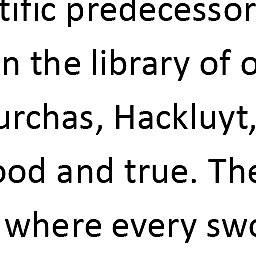 tific predecessor
n the library of o
urchas, Hackluyt,
ood and true. The
where every swo